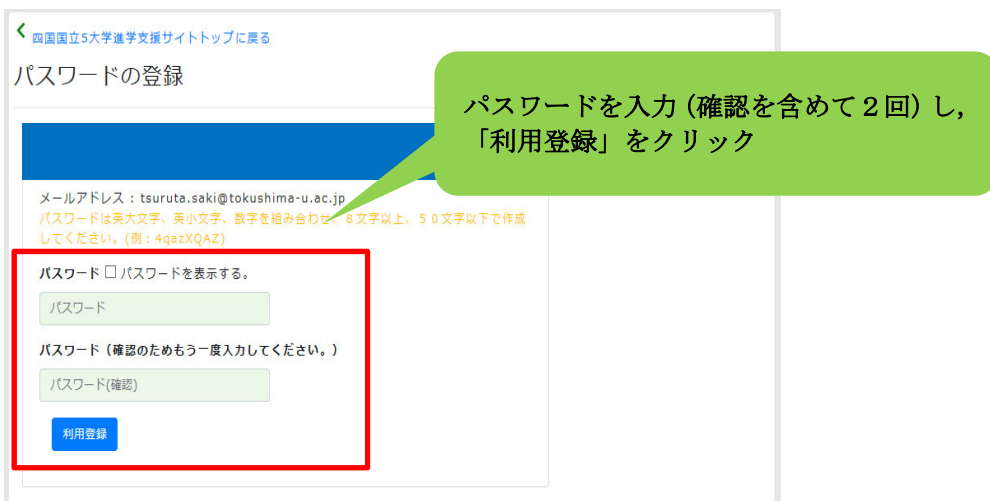 四国国立5大学進学支援サイトトップに戻る
パスワードの登録
パスワードを入力(確認を含めて2回)し,
「利用登録」をクリック
メールアドレス : tsuruta.saki@tokushima-u.ac.jp
パスワードは英大文字、英小文字、数字を組み合わせ、8文字以上、50文字以下で作成
してください。(例 : 4qazXQAZ)
パスワード パスワードを表示する。
パスワード
パスワード（確認のためもう一度入力してください。）
パスワード(確認)
利用登録